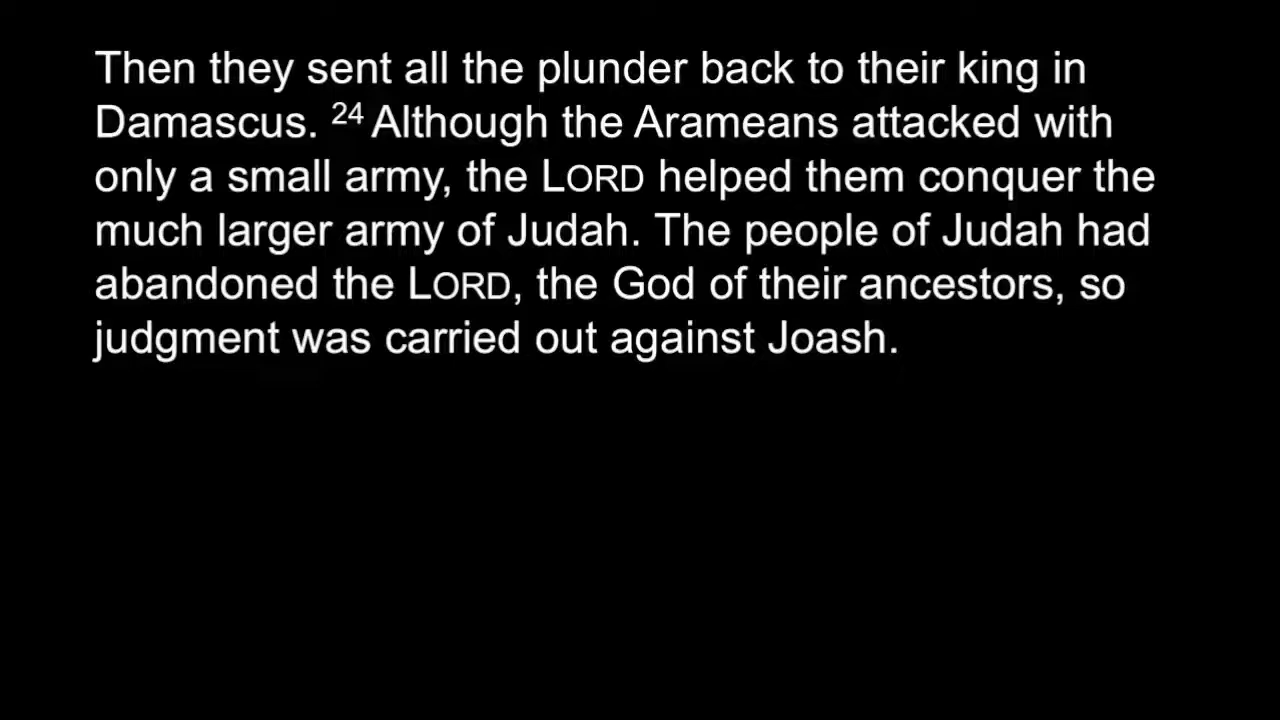 Then they sent all the plunder back to their king in
Damascus. 24 Although the Arameans attacked with
only a small army, the LORD helped them conquer the
much larger army of Judah. The people of Judah had
abandoned the LORD, the God of their ancestors, so
judgment was carried out against Joash.